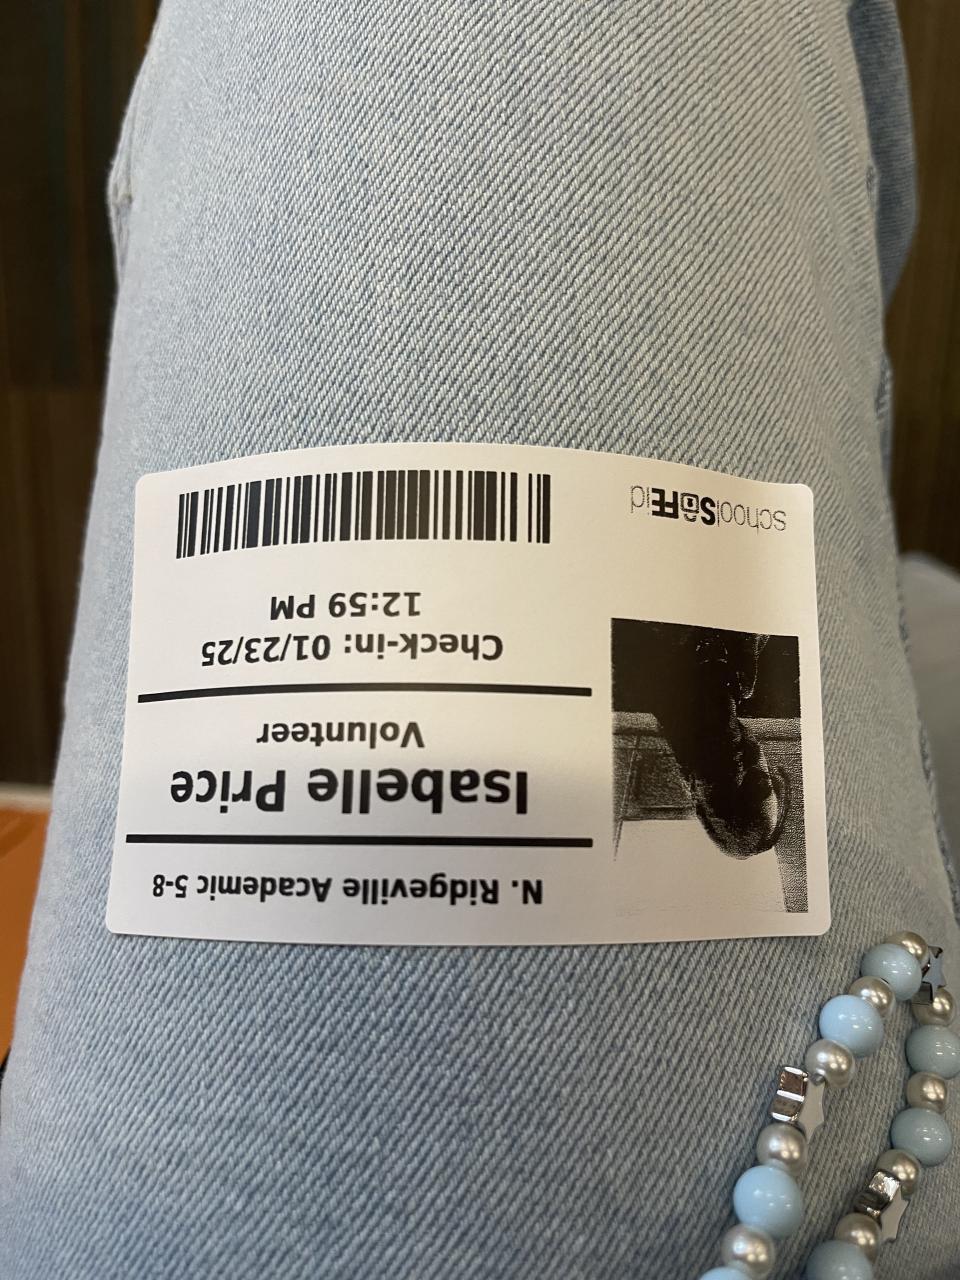 N. Ridgeville Academic 5-8
Isabelle Price
Volunteer
Check-in: 01/23/25
12:59 PM
schoolSAFEid